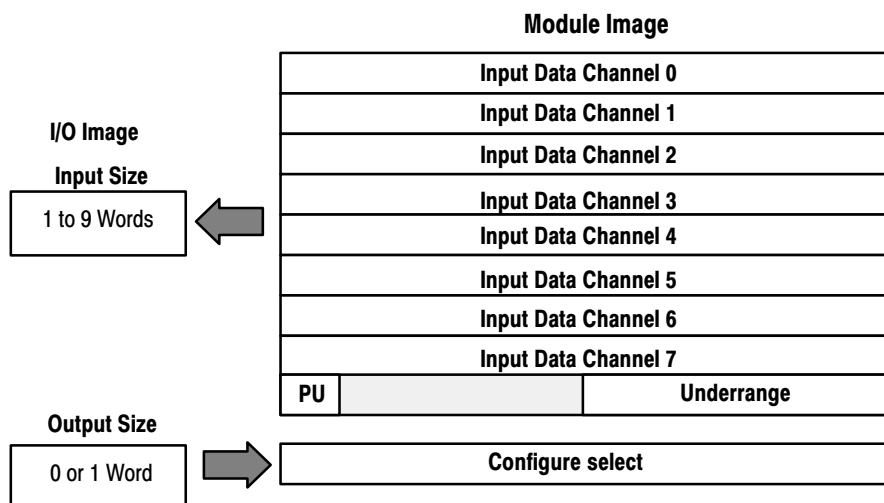 Module Image
Input Data Channel 0
Input Data Channel 1
I/O Image
Input Data Channel 2
Input Size
Input Data Channel 3
1 to 9 Words
Input Data Channel 4
Input Data Channel 5
Input Data Channel 6
Input Data Channel 7
PU
Underrange
Output Size
0 or 1 Word
Configure select